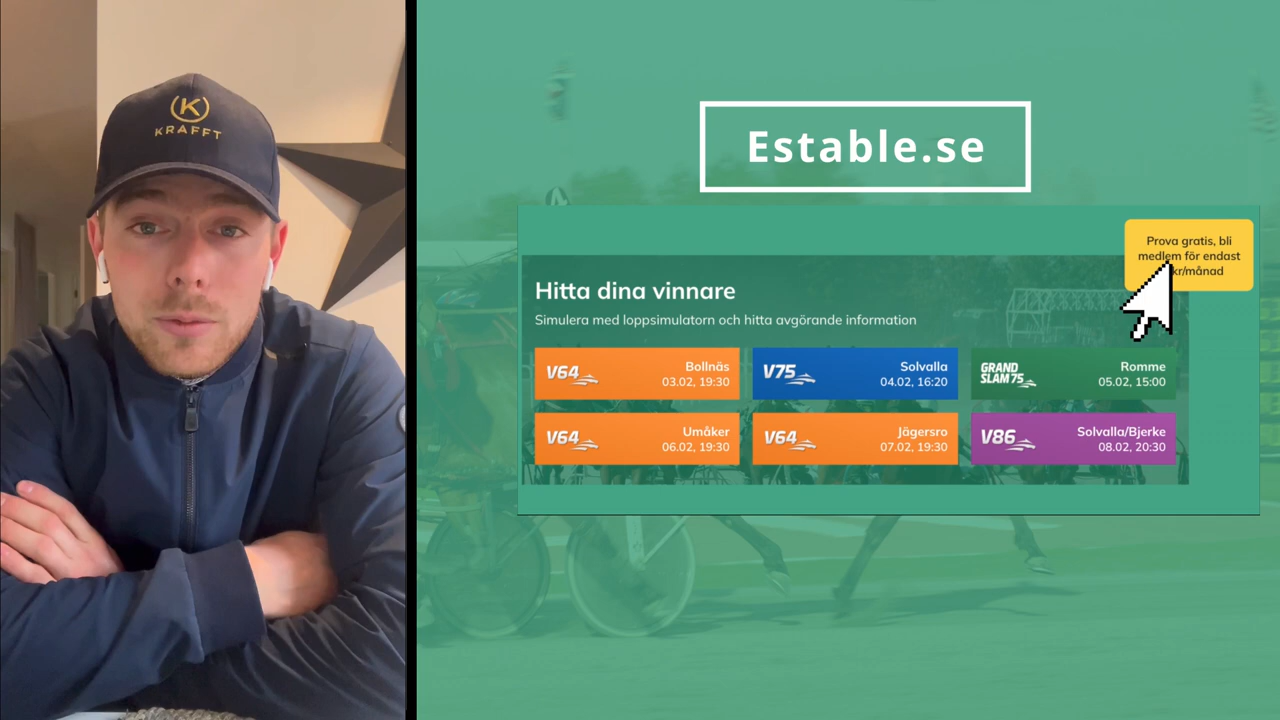 K
KRAFFT
Estable.se
Prova gratis, bli
medlem för endast
kr/månad
Hitta dina vinnare
Simulera med loppsimulatorn och hitta avgörande information
V64 Bollnäs
03.02, 19:30
V75 Solvalla
04.02, 16:20
GRAND
SLAM 75
Romme
05.02, 15:00
V64 Umåker
06.02, 19:30
V64 Jägersro
07.02, 19:30
V86 Solvalla/Bjerke
08.02, 20:30